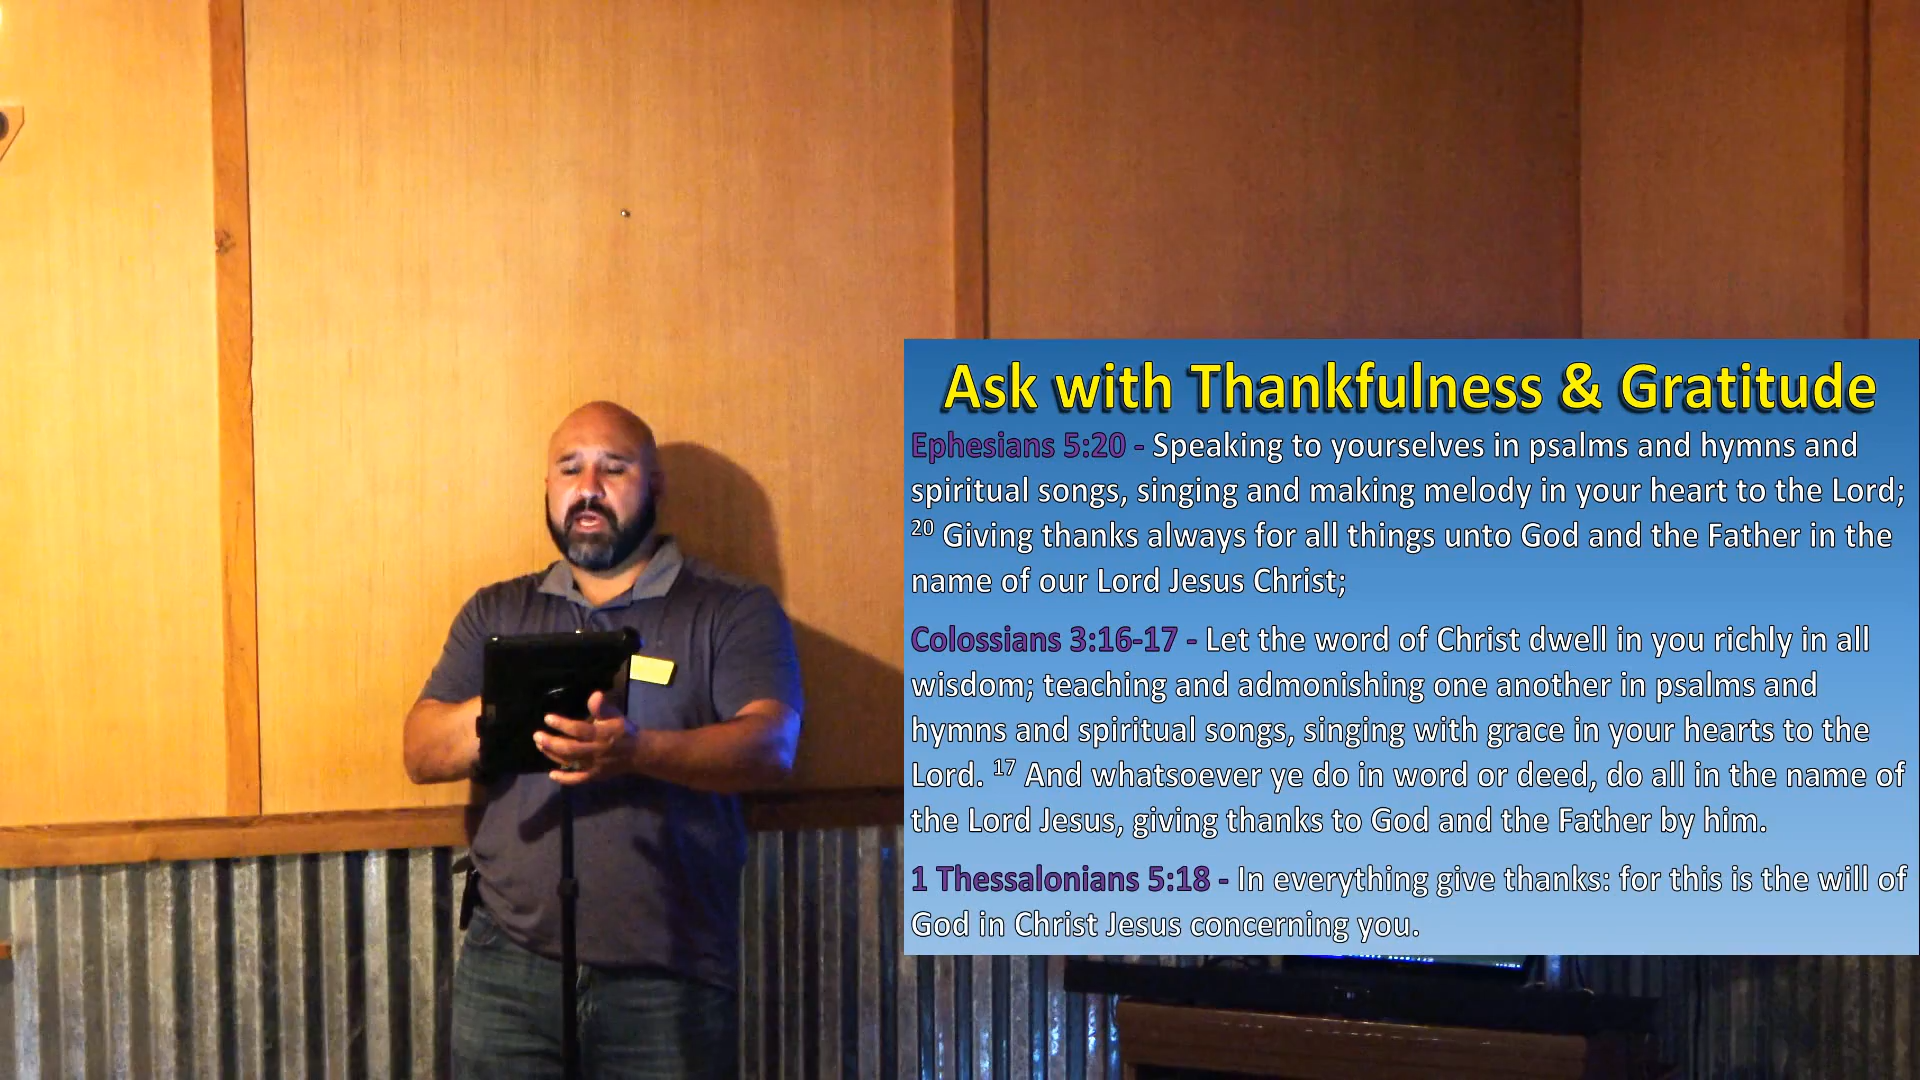 Ask with Thankfulness & Gratitude
Ephesians 5:20 - Speaking to yourselves in psalms and hymns and
spiritual songs, singing and making melody in your heart to the Lord;
20 Giving thanks always for all things unto God and the Father in the
name of our Lord Jesus Christ;
Colossians 3:16-17 - Let the word of Christ dwell in you richly in all
wisdom; teaching and admonishing one another in psalms and
hymns and spiritual songs, singing with grace in your hearts to the
Lord. 17 And whatsoever ye do in word or deed, do all in the name of
the Lord Jesus, giving thanks to God and the Father by him.
1 Thessalonians 5:18 - In everything give thanks: for this is the will of
God in Christ Jesus concerning you.